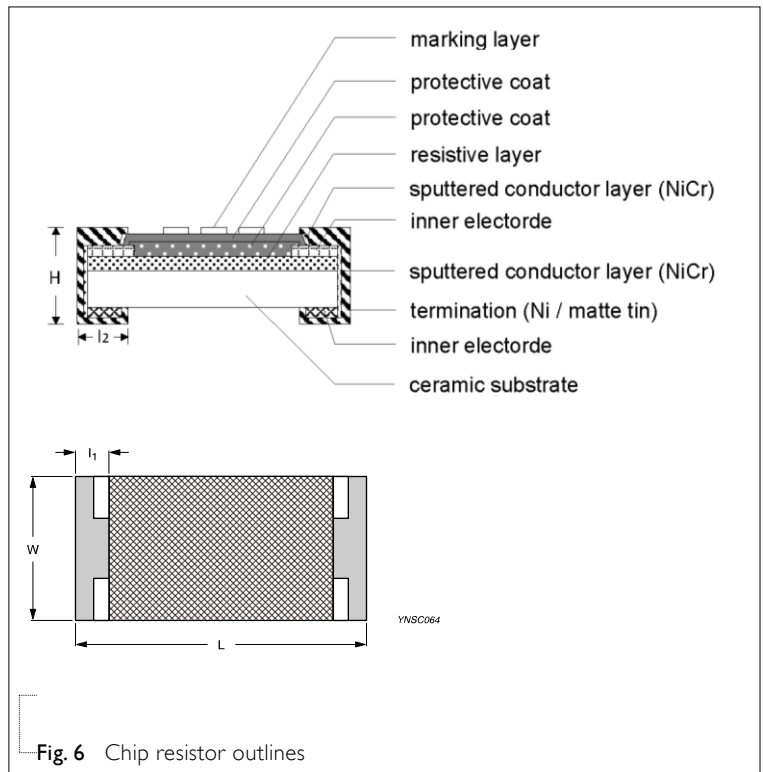 marking layer
protective coat
protective coat
resistive layer
sputtered conductor layer (NiCr)
inner electorde
sputtered conductor layer (NiCr)
termination (Ni / matte tin)
inner electorde
ceramic substrate
H
l2
l1
W
L
YNSC064
Fig. 6 Chip resistor outlines